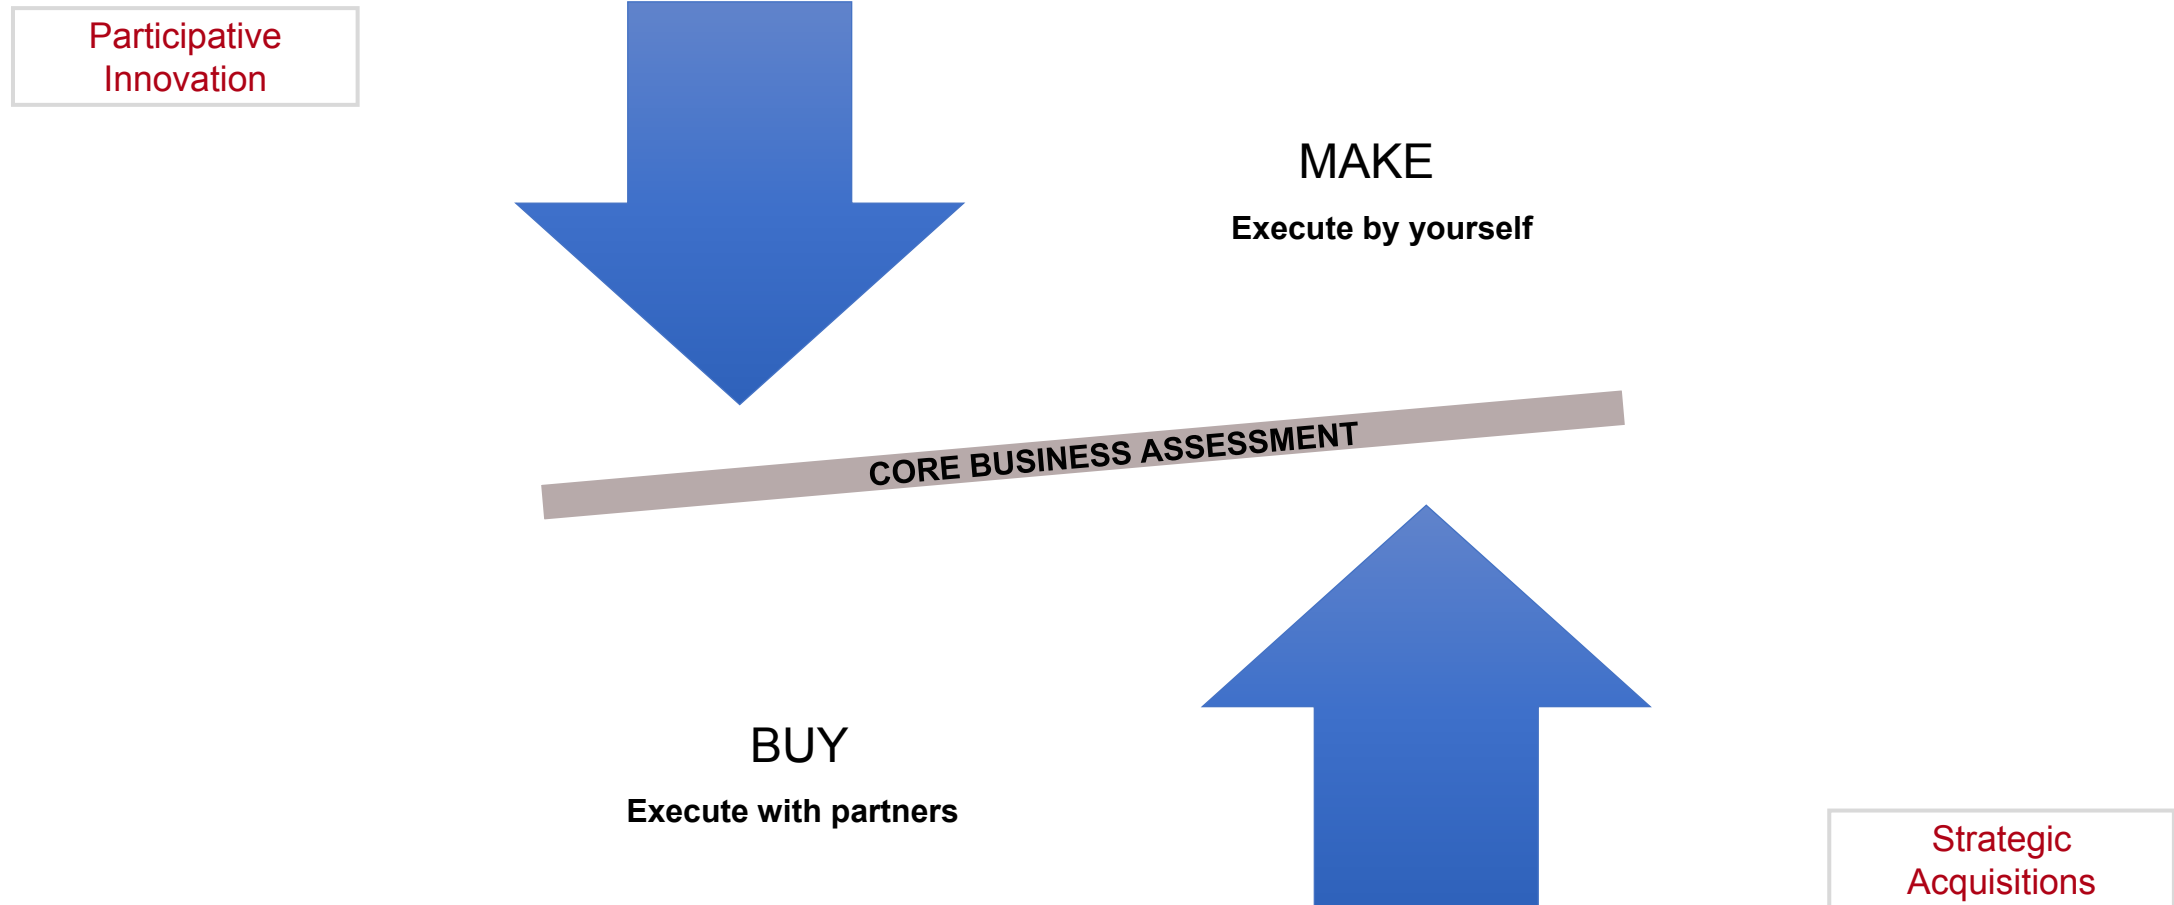 Participative
Innovation
MAKE
Execute by yourself
CORE BUSINESS ASSESSMENT
BUY
Execute with partners
Strategic
Acquisitions